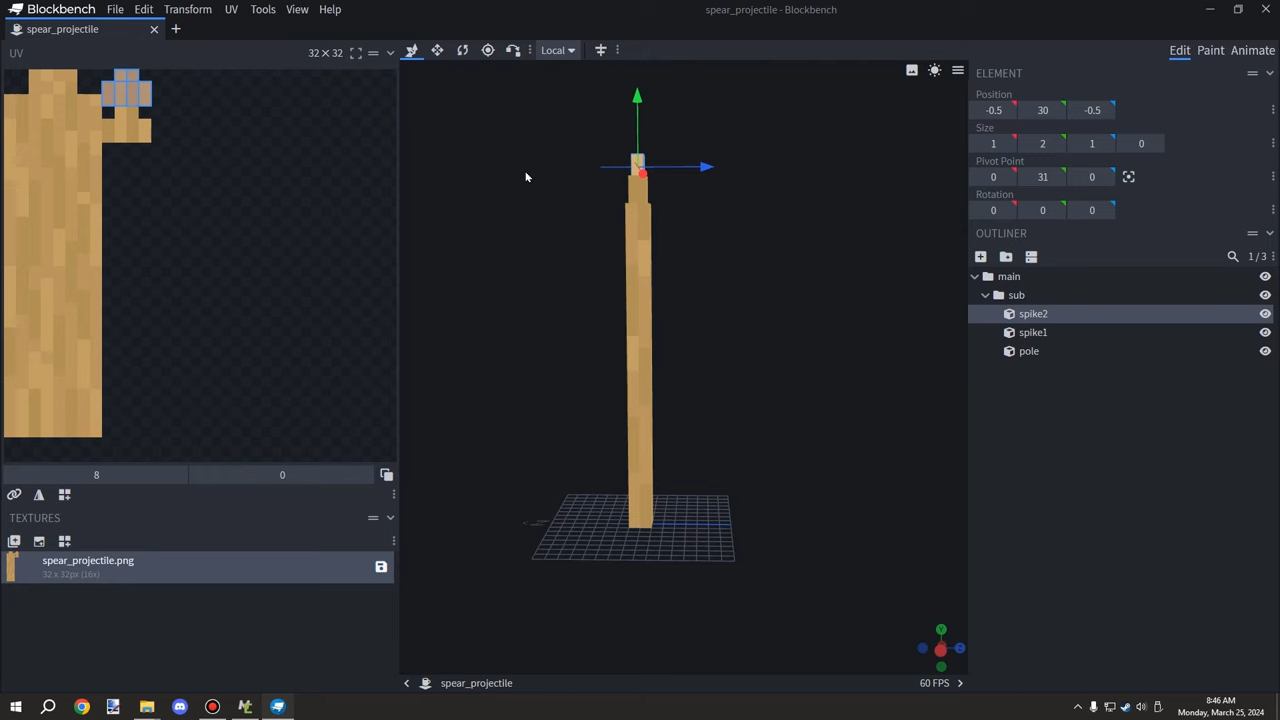 Blockbench File Edit Transform UV Tools View Help spear_projectile - Blockbench
spear_projectile
UV 32×32 Local Edit Paint Animate
ELEMENT
Position
-0.5 30 -0.5
Size
1 2 1 0
Pivot Point
0 31 0
Rotation
0 0 0
OUTLINER
1 / 3
main
sub
spike2
spike1
pole
8 0
TEXTURES
spear_projectile.png
32 x 32px (16x)
spear_projectile 60 FPS
8:46 AM
Monday, March 25, 2024